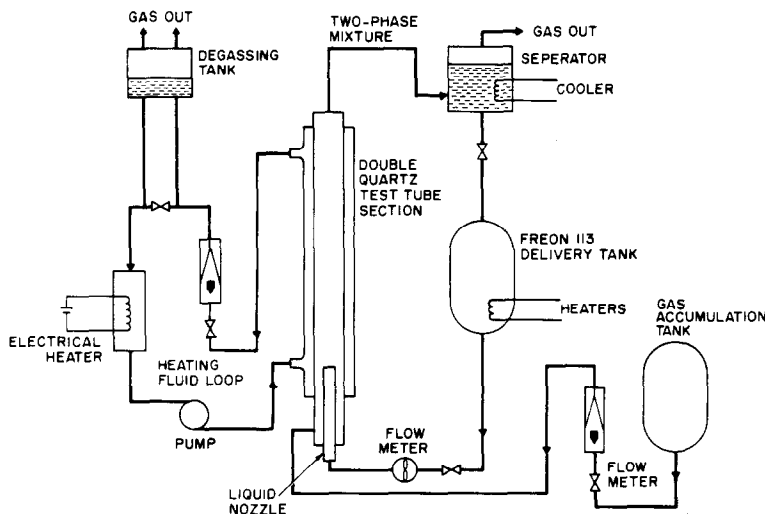 GAS OUT
DEGASSING
TANK
TWO-PHASE
MIXTURE
GAS OUT
SEPERATOR
COOLER
DOUBLE
QUARTZ
TEST TUBE
SECTION
FREON 113
DELIVERY TANK
HEATERS
GAS
ACCUMULATION
TANK
ELECTRICAL
HEATER
HEATING
FLUID LOOP
PUMP
FLOW
METER
LIQUID
NOZZLE
FLOW
METER